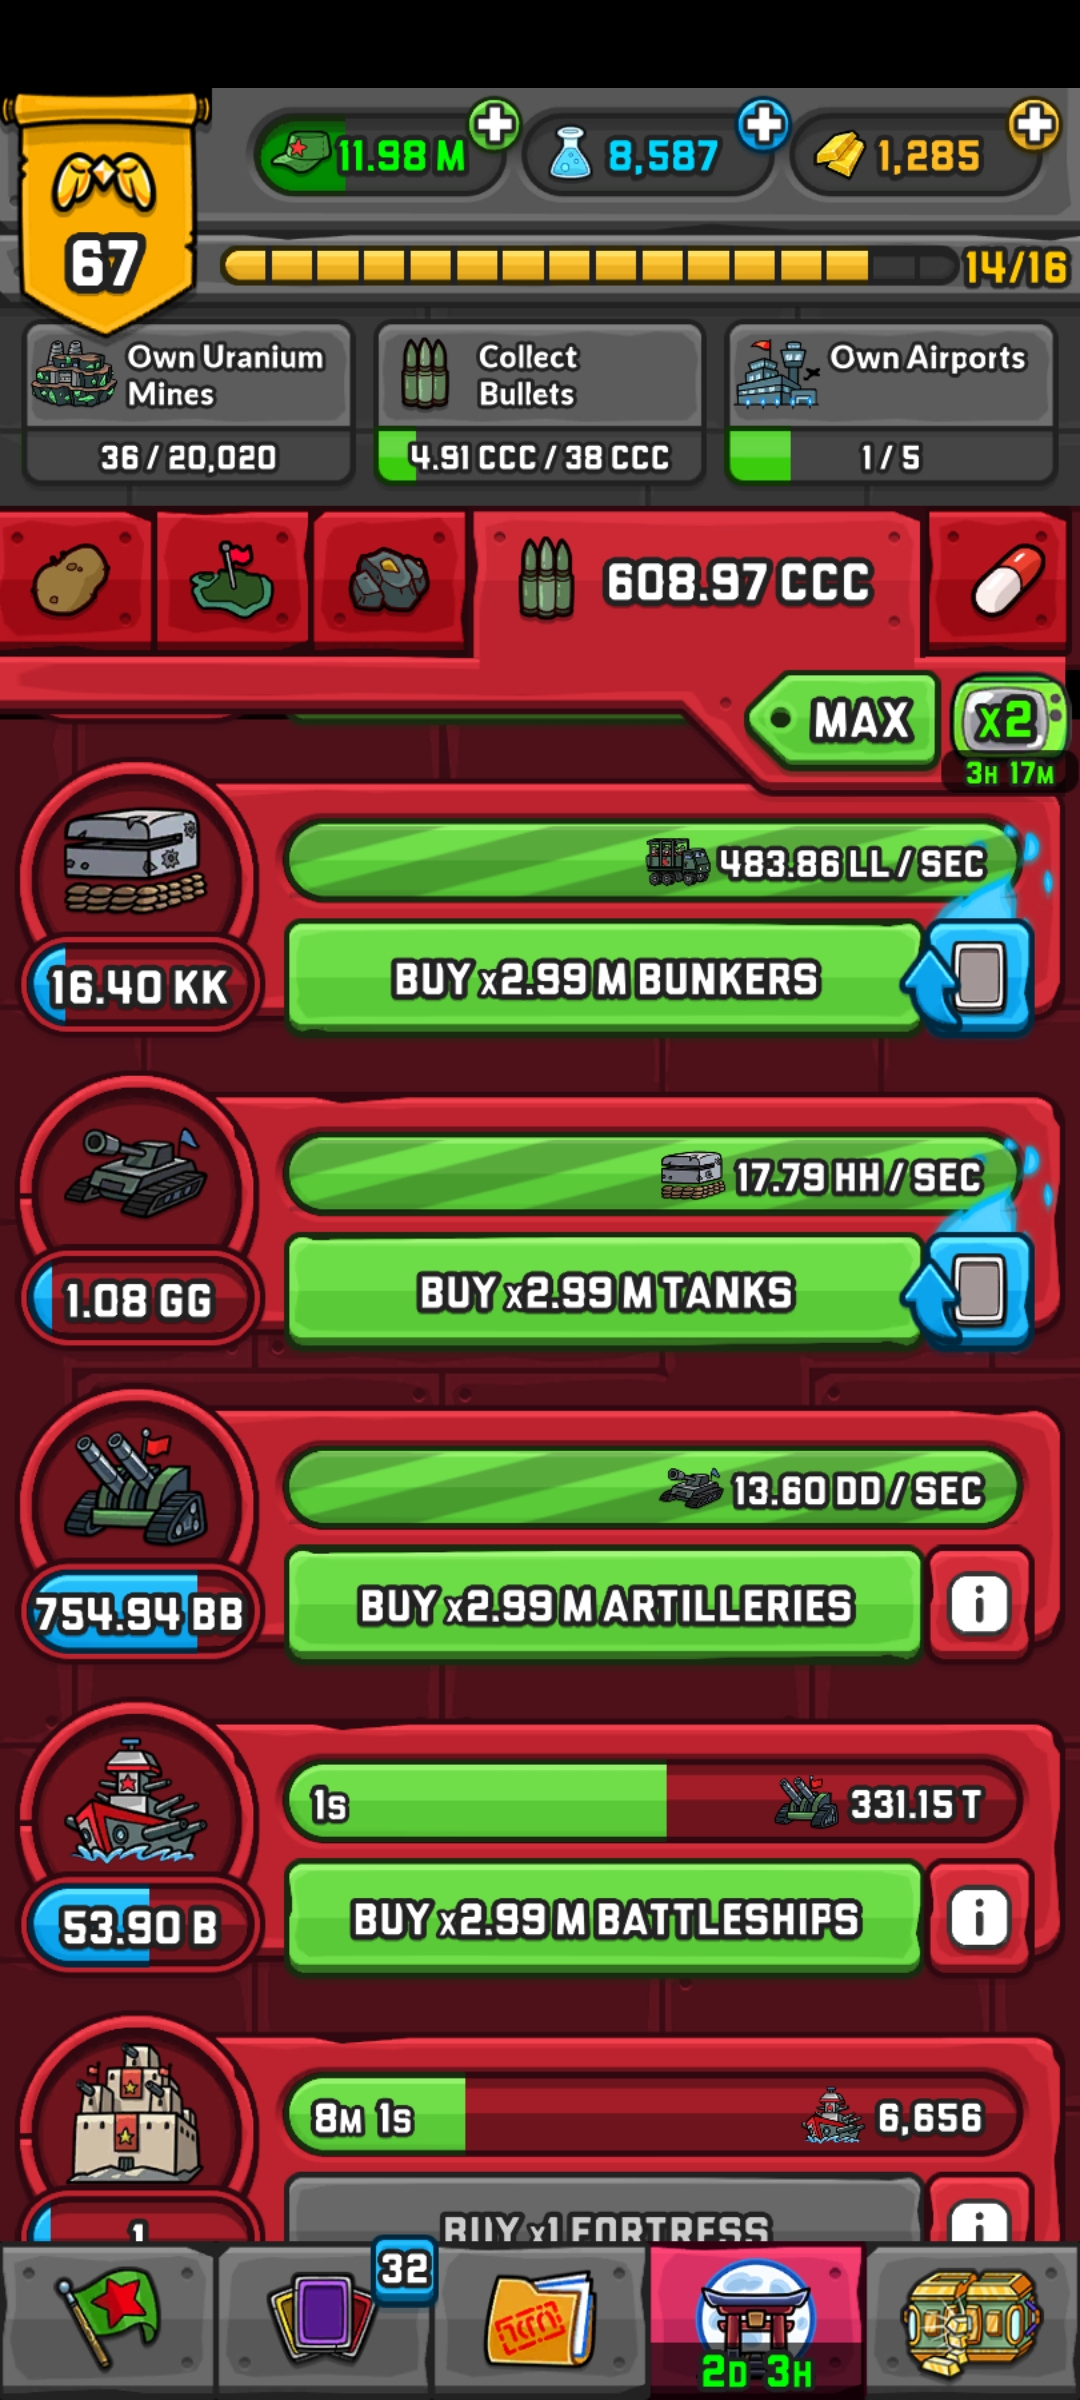 11.98 M
8,587
1,285
67
14/16
Own Uranium
Mines
36 / 20,020
Collect
Bullets
4.91 CCC / 38 CCC
Own Airports
1 / 5
608.97 CCC
MAX
x2
3H 17M
483.86 LL / SEC
16.40 KK
BUY x2.99 M BUNKERS
17.79 HH / SEC
1.08 GG
BUY x2.99 M TANKS
13.60 DD / SEC
754.94 BB
BUY x2.99 M ARTILLERIES
i
1s
331.15 T
53.90 B
BUY x2.99 M BATTLESHIPS
i
8M 1s
6,656
1
BUY x1 FORTRESS
i
32
2D 3H